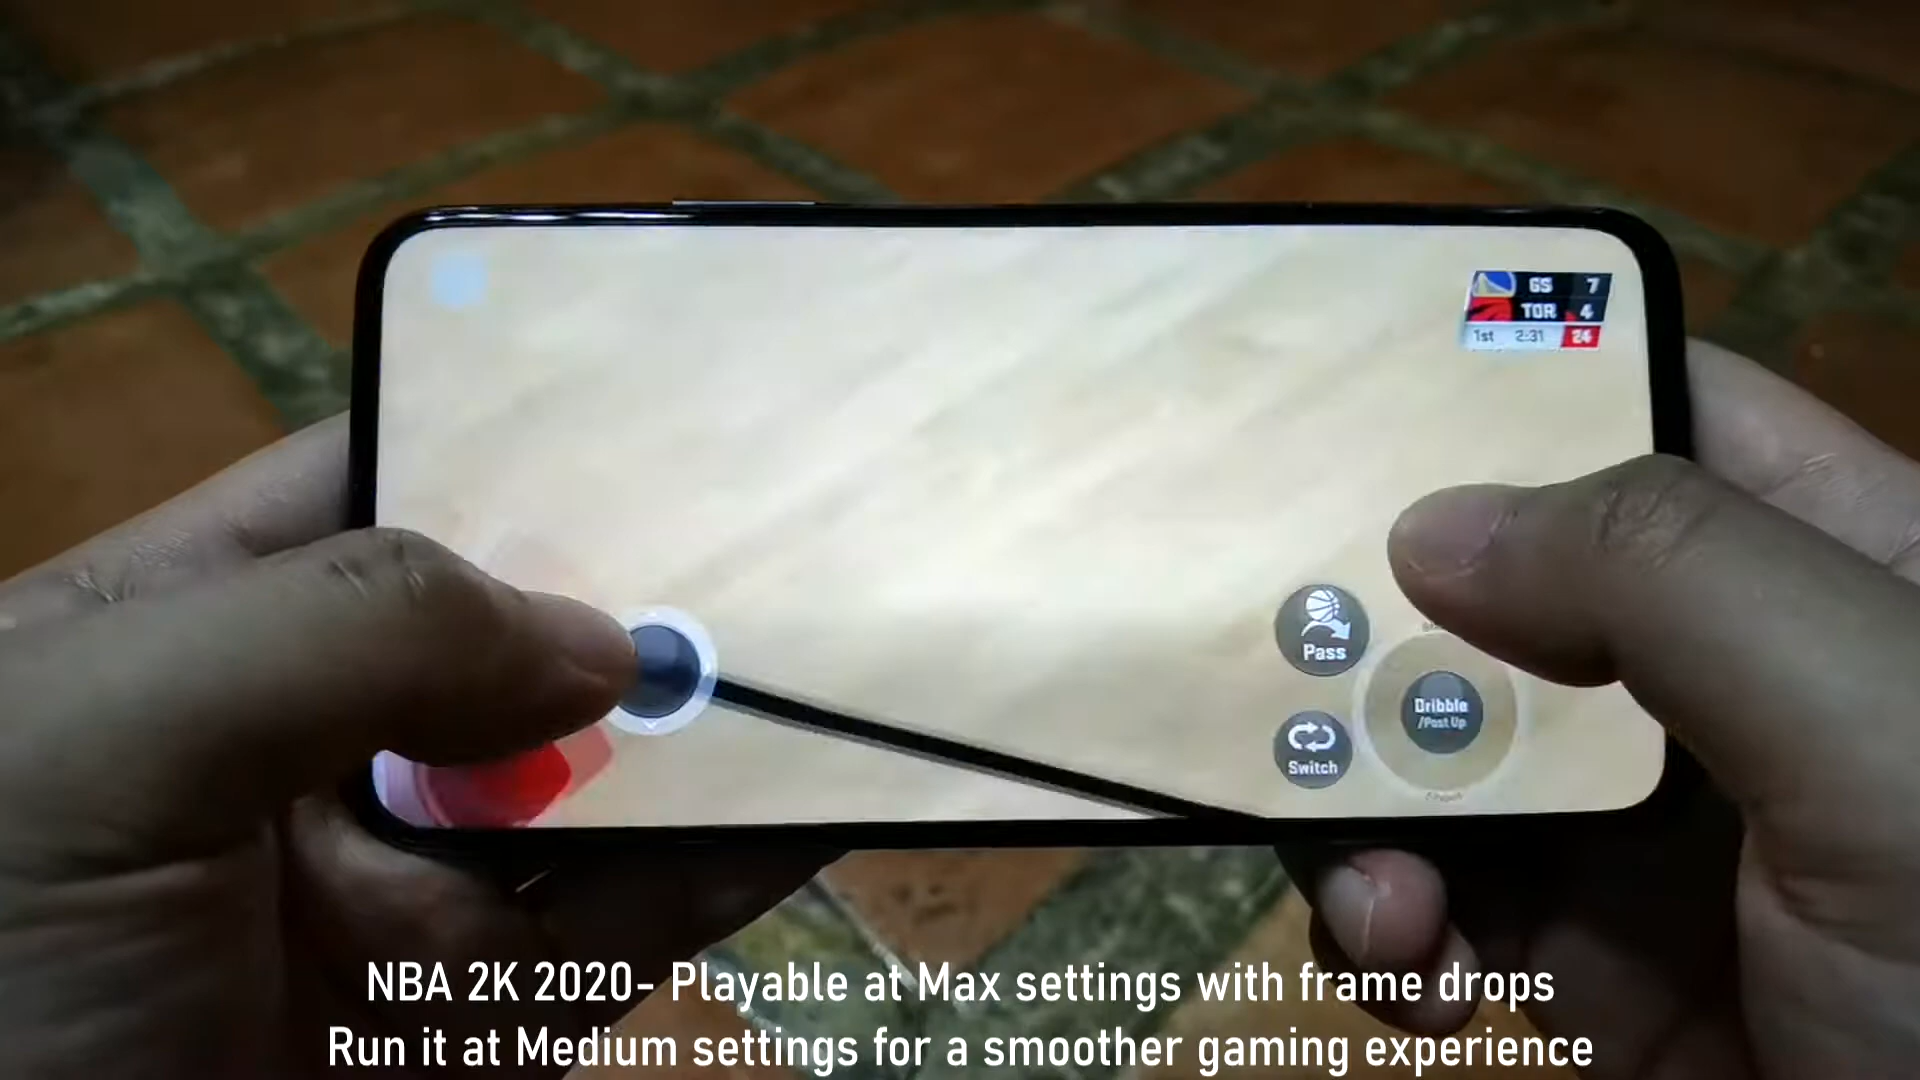 GS 7
TOR 4
1st 2:31 24
Pass
Dribble
/Post Up
Switch
NBA 2K 2020- Playable at Max settings with frame drops
Run it at Medium settings for a smoother gaming experience